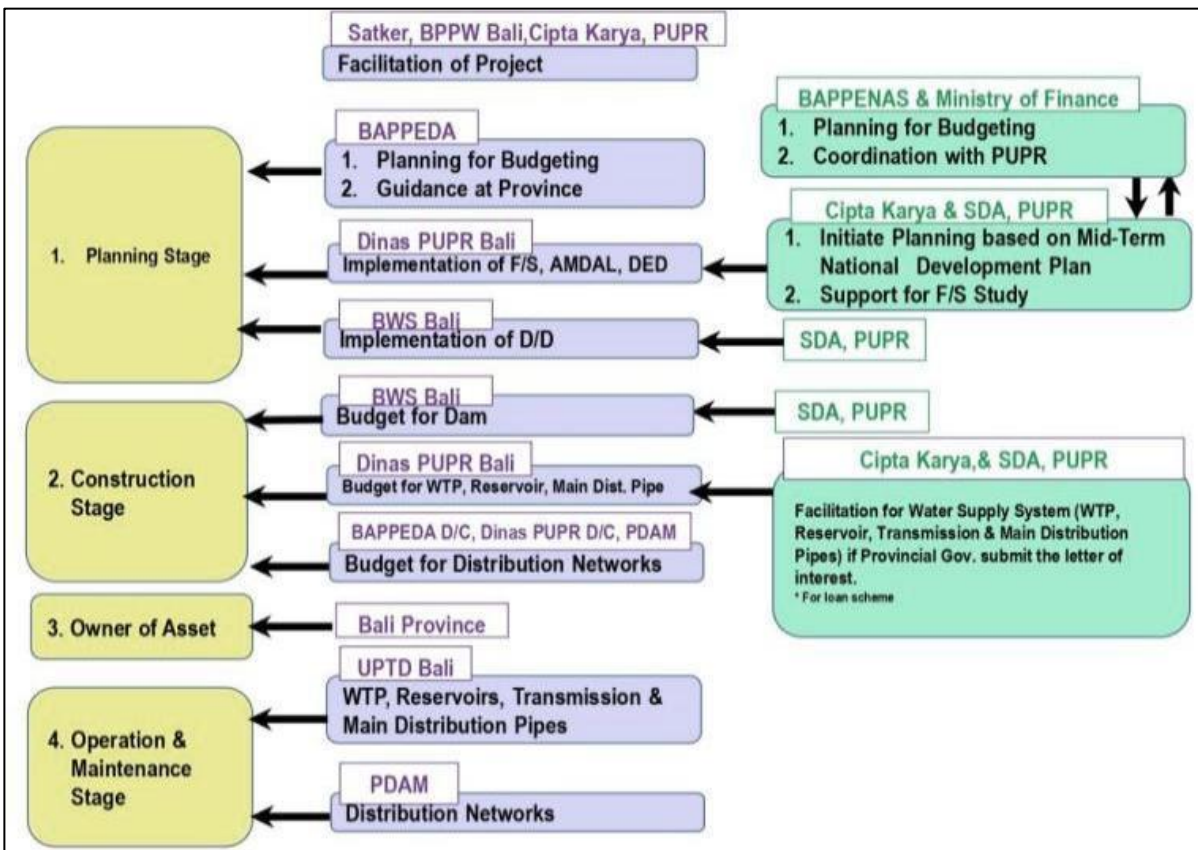 Satker, BPPW Bali,Cipta Karya, PUPR
Facilitation of Project
BAPPENAS & Ministry of Finance
1. Planning for Budgeting
2. Coordination with PUPR
BAPPEDA
1. Planning for Budgeting
2. Guidance at Province
1. Planning Stage
Cipta Karya & SDA, PUPR
1. Initiate Planning based on Mid-Term
National Development Plan
2. Support for F/S Study
Dinas PUPR Bali
Implementation of F/S, AMDAL, DED
BWS Bali
Implementation of D/D
SDA, PUPR
BWS Bali
Budget for Dam
SDA, PUPR
2. Construction
Stage
Dinas PUPR Bali
Budget for WTP, Reservoir, Main Dist. Pipe
Cipta Karya,& SDA, PUPR
Facilitation for Water Supply System (WTP,
Reservoir, Transmission & Main Distribution
Pipes) if Provincial Gov. submit the letter of
interest.
* For loan scheme
BAPPEDA D/C, Dinas PUPR D/C, PDAM
Budget for Distribution Networks
3. Owner of Asset
Bali Province
UPTD Bali
WTP, Reservoirs, Transmission &
Main Distribution Pipes
4. Operation &
Maintenance
Stage
PDAM
Distribution Networks